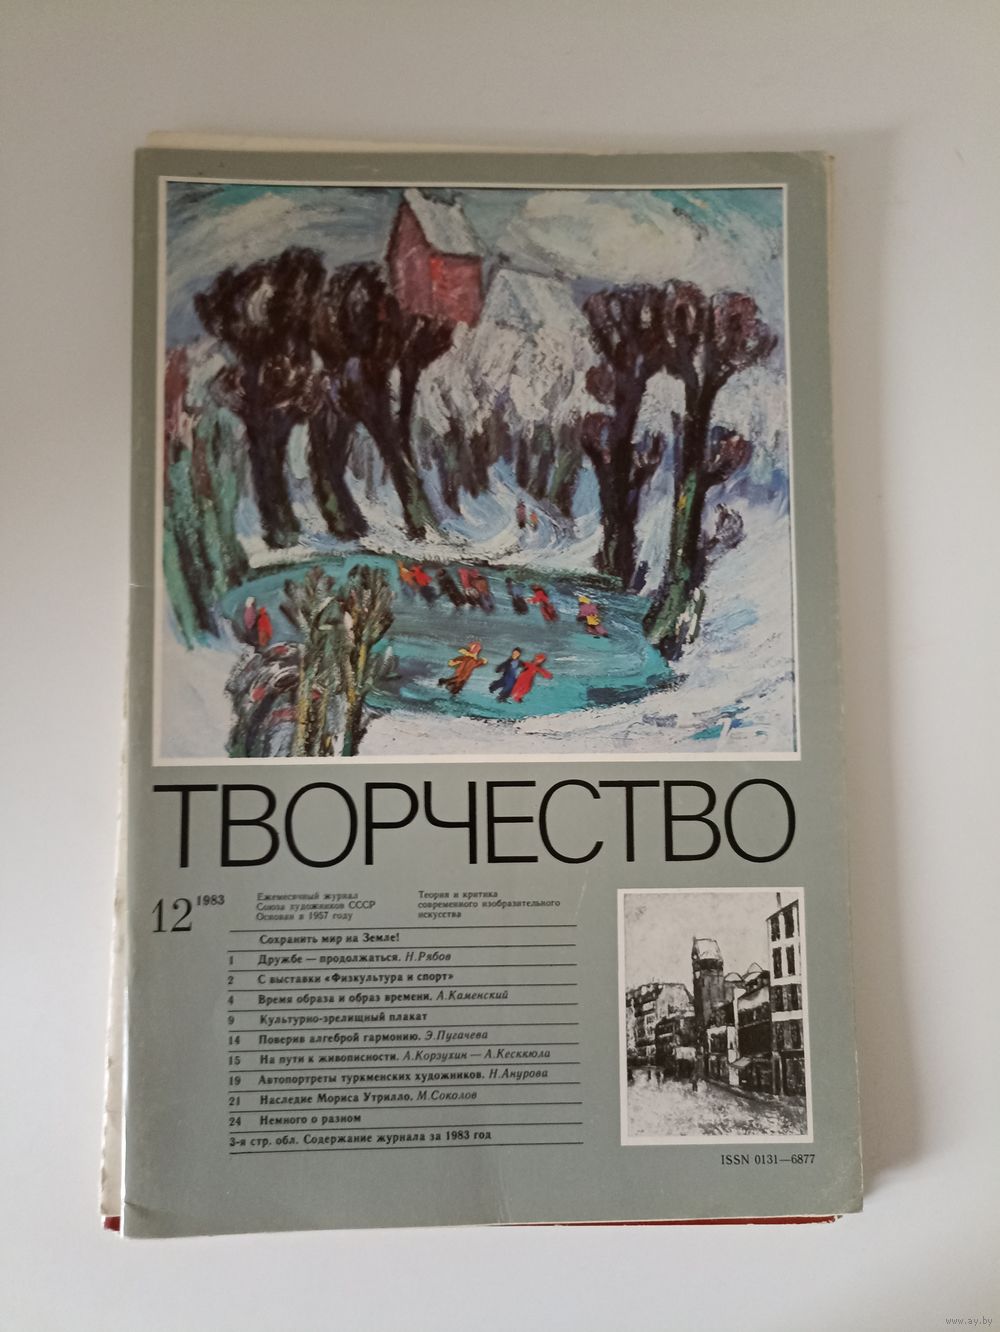 ТВОРЧЕСТВО
12 1983
Ежемесячный журнал
Союза художников СССР
Основан в 1957 году
Теория и критика
современного изобразительного
искусства
Сохранить мир на Земле!
1 Дружбе — продолжаться. Н.Рябов
2 С выставки «Физкультура и спорт»
4 Время образа и образ времени. А.Каменский
9 Культурно-зрелищный плакат
14 Поверив алгеброй гармонию. Э.Пугачева
15 На пути к живописности. А.Корзухин — А.Кесккюла
19 Автопортреты туркменских художников. Н.Анурова
21 Наследие Мориса Утрилло. М.Соколов
24 Немного о разном
3-я стр. обл. Содержание журнала за 1983 год
ISSN 0131—6877
www.ay.by